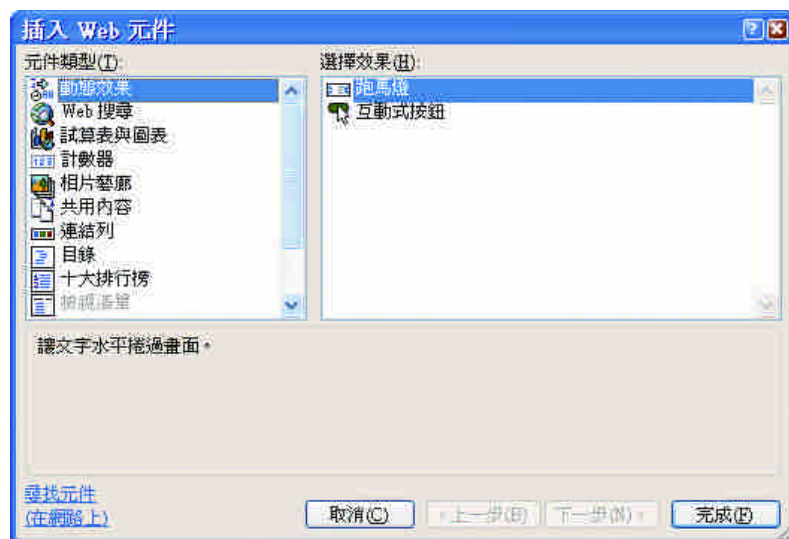 插入 Web 元件
元件類型(T):
動態效果
Web 搜尋
試算表與圖表
計數器
相片藝廊
共用內容
連結列
目錄
十大排行榜
檢視清單
選擇效果(H):
跑馬燈
互動式按鈕
讓文字水平捲過畫面。
尋找元件
(在網路上)
取消(C)
<上一步(B)
下一步(N)>
完成(F)